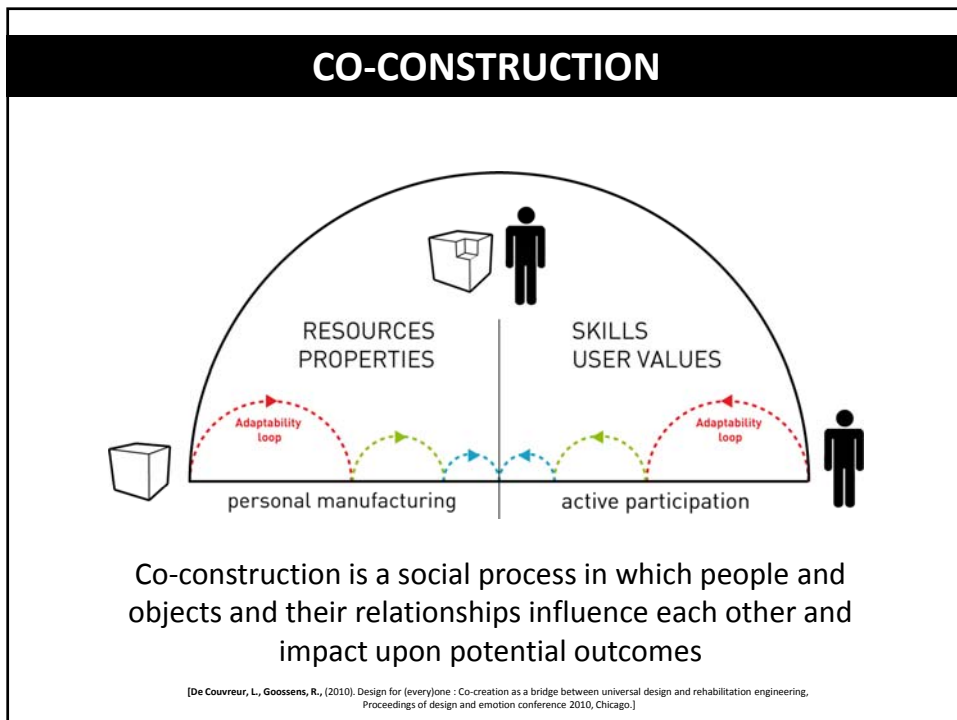 CO-CONSTRUCTION
RESOURCES
PROPERTIES
SKILLS
USER VALUES
Adaptability
loop
Adaptability
loop
personal manufacturing
active participation
Co-construction is a social process in which people and
objects and their relationships influence each other and
impact upon potential outcomes
[De Couvreur, L., Goossens, R., (2010). Design for (every)one : Co-creation as a bridge between universal design and rehabilitation engineering,
Proceedings of design and emotion conference 2010, Chicago.]